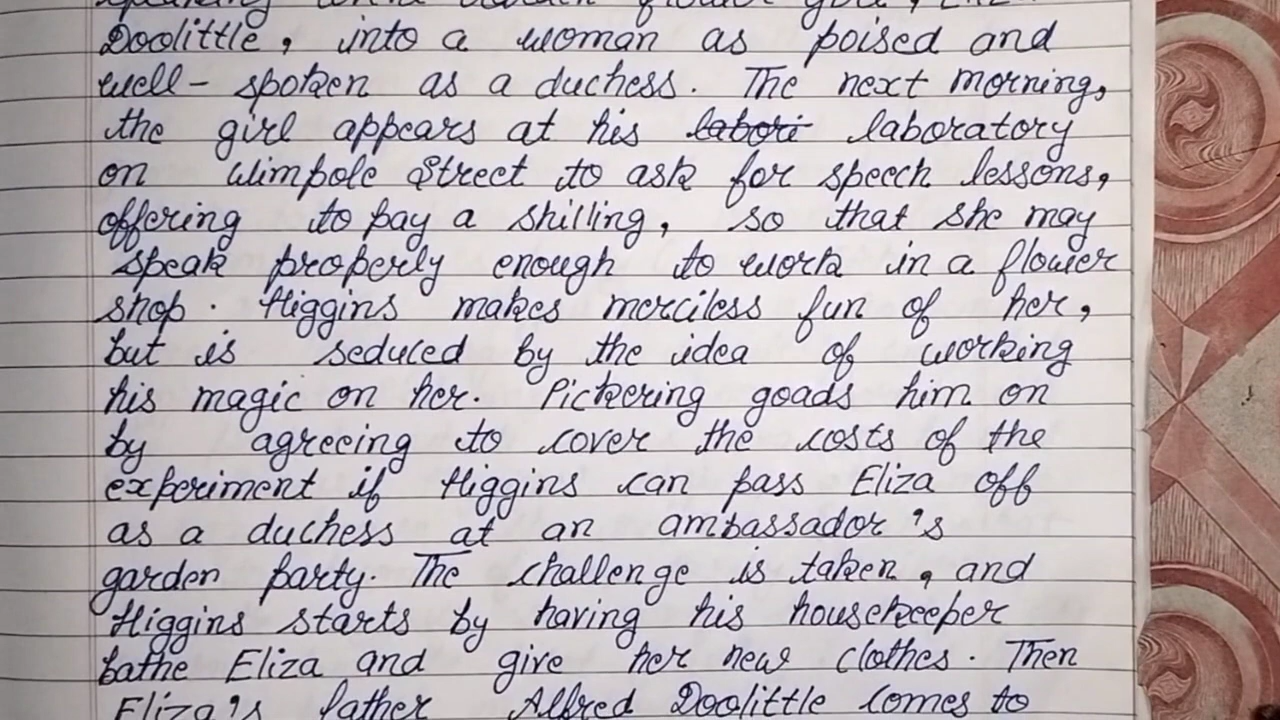 Doolittle, into a woman as poised and
well- spoken as a duchess. The next morning,
the girl appears at his labori laboratory
on Wimpole Street to ask for speech lessons,
offering to pay a shilling, so that she may
speak properly enough to work in a flower
shop. Higgins makes merciless fun of her,
but is seduced by the idea of working
his magic on her. Pickering goads him on
by agreeing to cover the costs of the
experiment if Higgins can pass Eliza off
as a duchess at an ambassador's
garden party. The challenge is taken, and
Higgins starts by having his housekeeper
bathe Eliza and give her new clothes. Then
Eliza's father Alfred Doolittle comes to